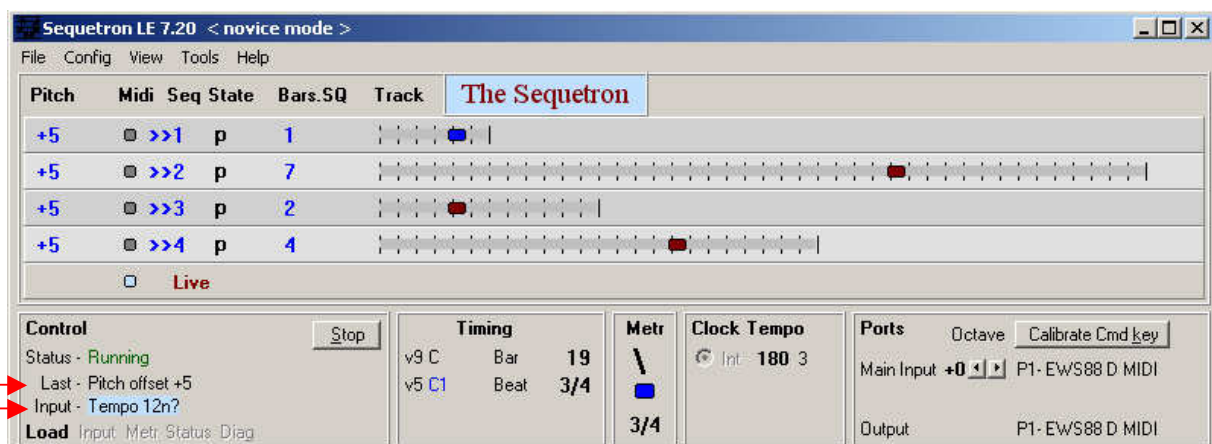 Sequetron LE 7.20 < novice mode >
File Config View Tools Help
Pitch Midi Seq State Bars.SQ Track The Sequetron
+5 >>1 p 1
+5 >>2 p 7
+5 >>3 p 2
+5 >>4 p 4
Live
Control Stop
Status - Running
Last - Pitch offset +5
Input - Tempo 12n?
Load Input Metr Status Diag
Timing
v9 C Bar 19
v5 C1 Beat 3/4
Metr
3/4
Clock Tempo
Int 180 3
Ports Octave Calibrate Cmd key
Main Input +0 P1- EWS88 D MIDI
Output P1- EWS88 D MIDI